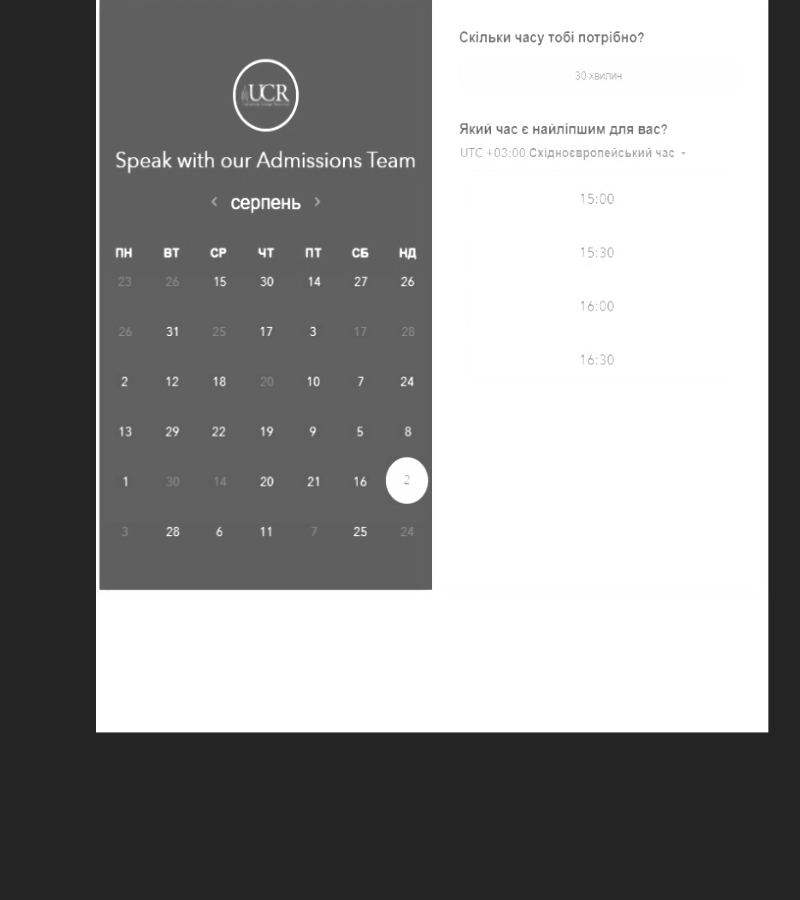 UCR
Speak with our Admissions Team
‹ серпень ›
ПН ВТ СР ЧТ ПТ СБ НД
23 26 15 30 14 27 26
26 31 25 17 3 17 28
2 12 18 20 10 7 24
13 29 22 19 9 5 8
1 30 14 20 21 16 2
3 28 6 11 7 25 24
Скільки часу тобі потрібно?
30 хвилин
Який час є найліпшим для вас?
UTC +03:00 Східноєвропейський час
15:00
15:30
16:00
16:30